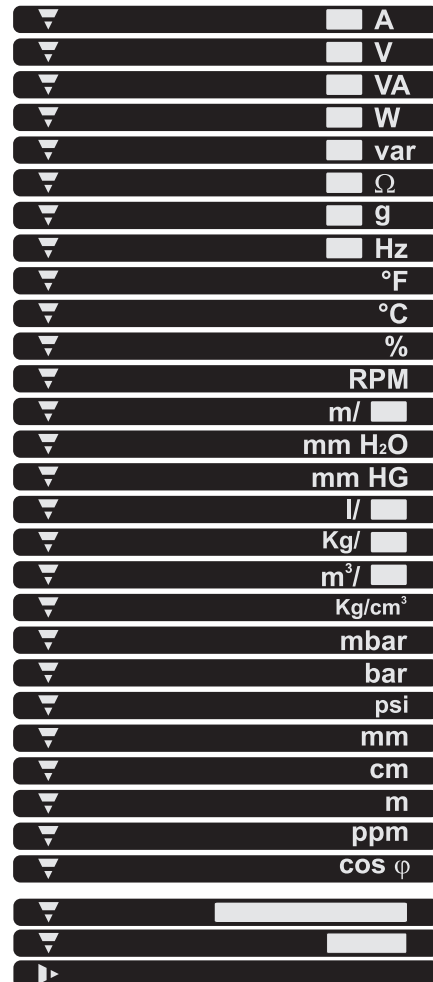 A
V
VA
W
var
Ω
g
Hz
°F
°C
%
RPM
m/
mm H₂O
mm HG
l/
Kg/
m³/
Kg/cm³
mbar
bar
psi
mm
cm
m
ppm
cos φ